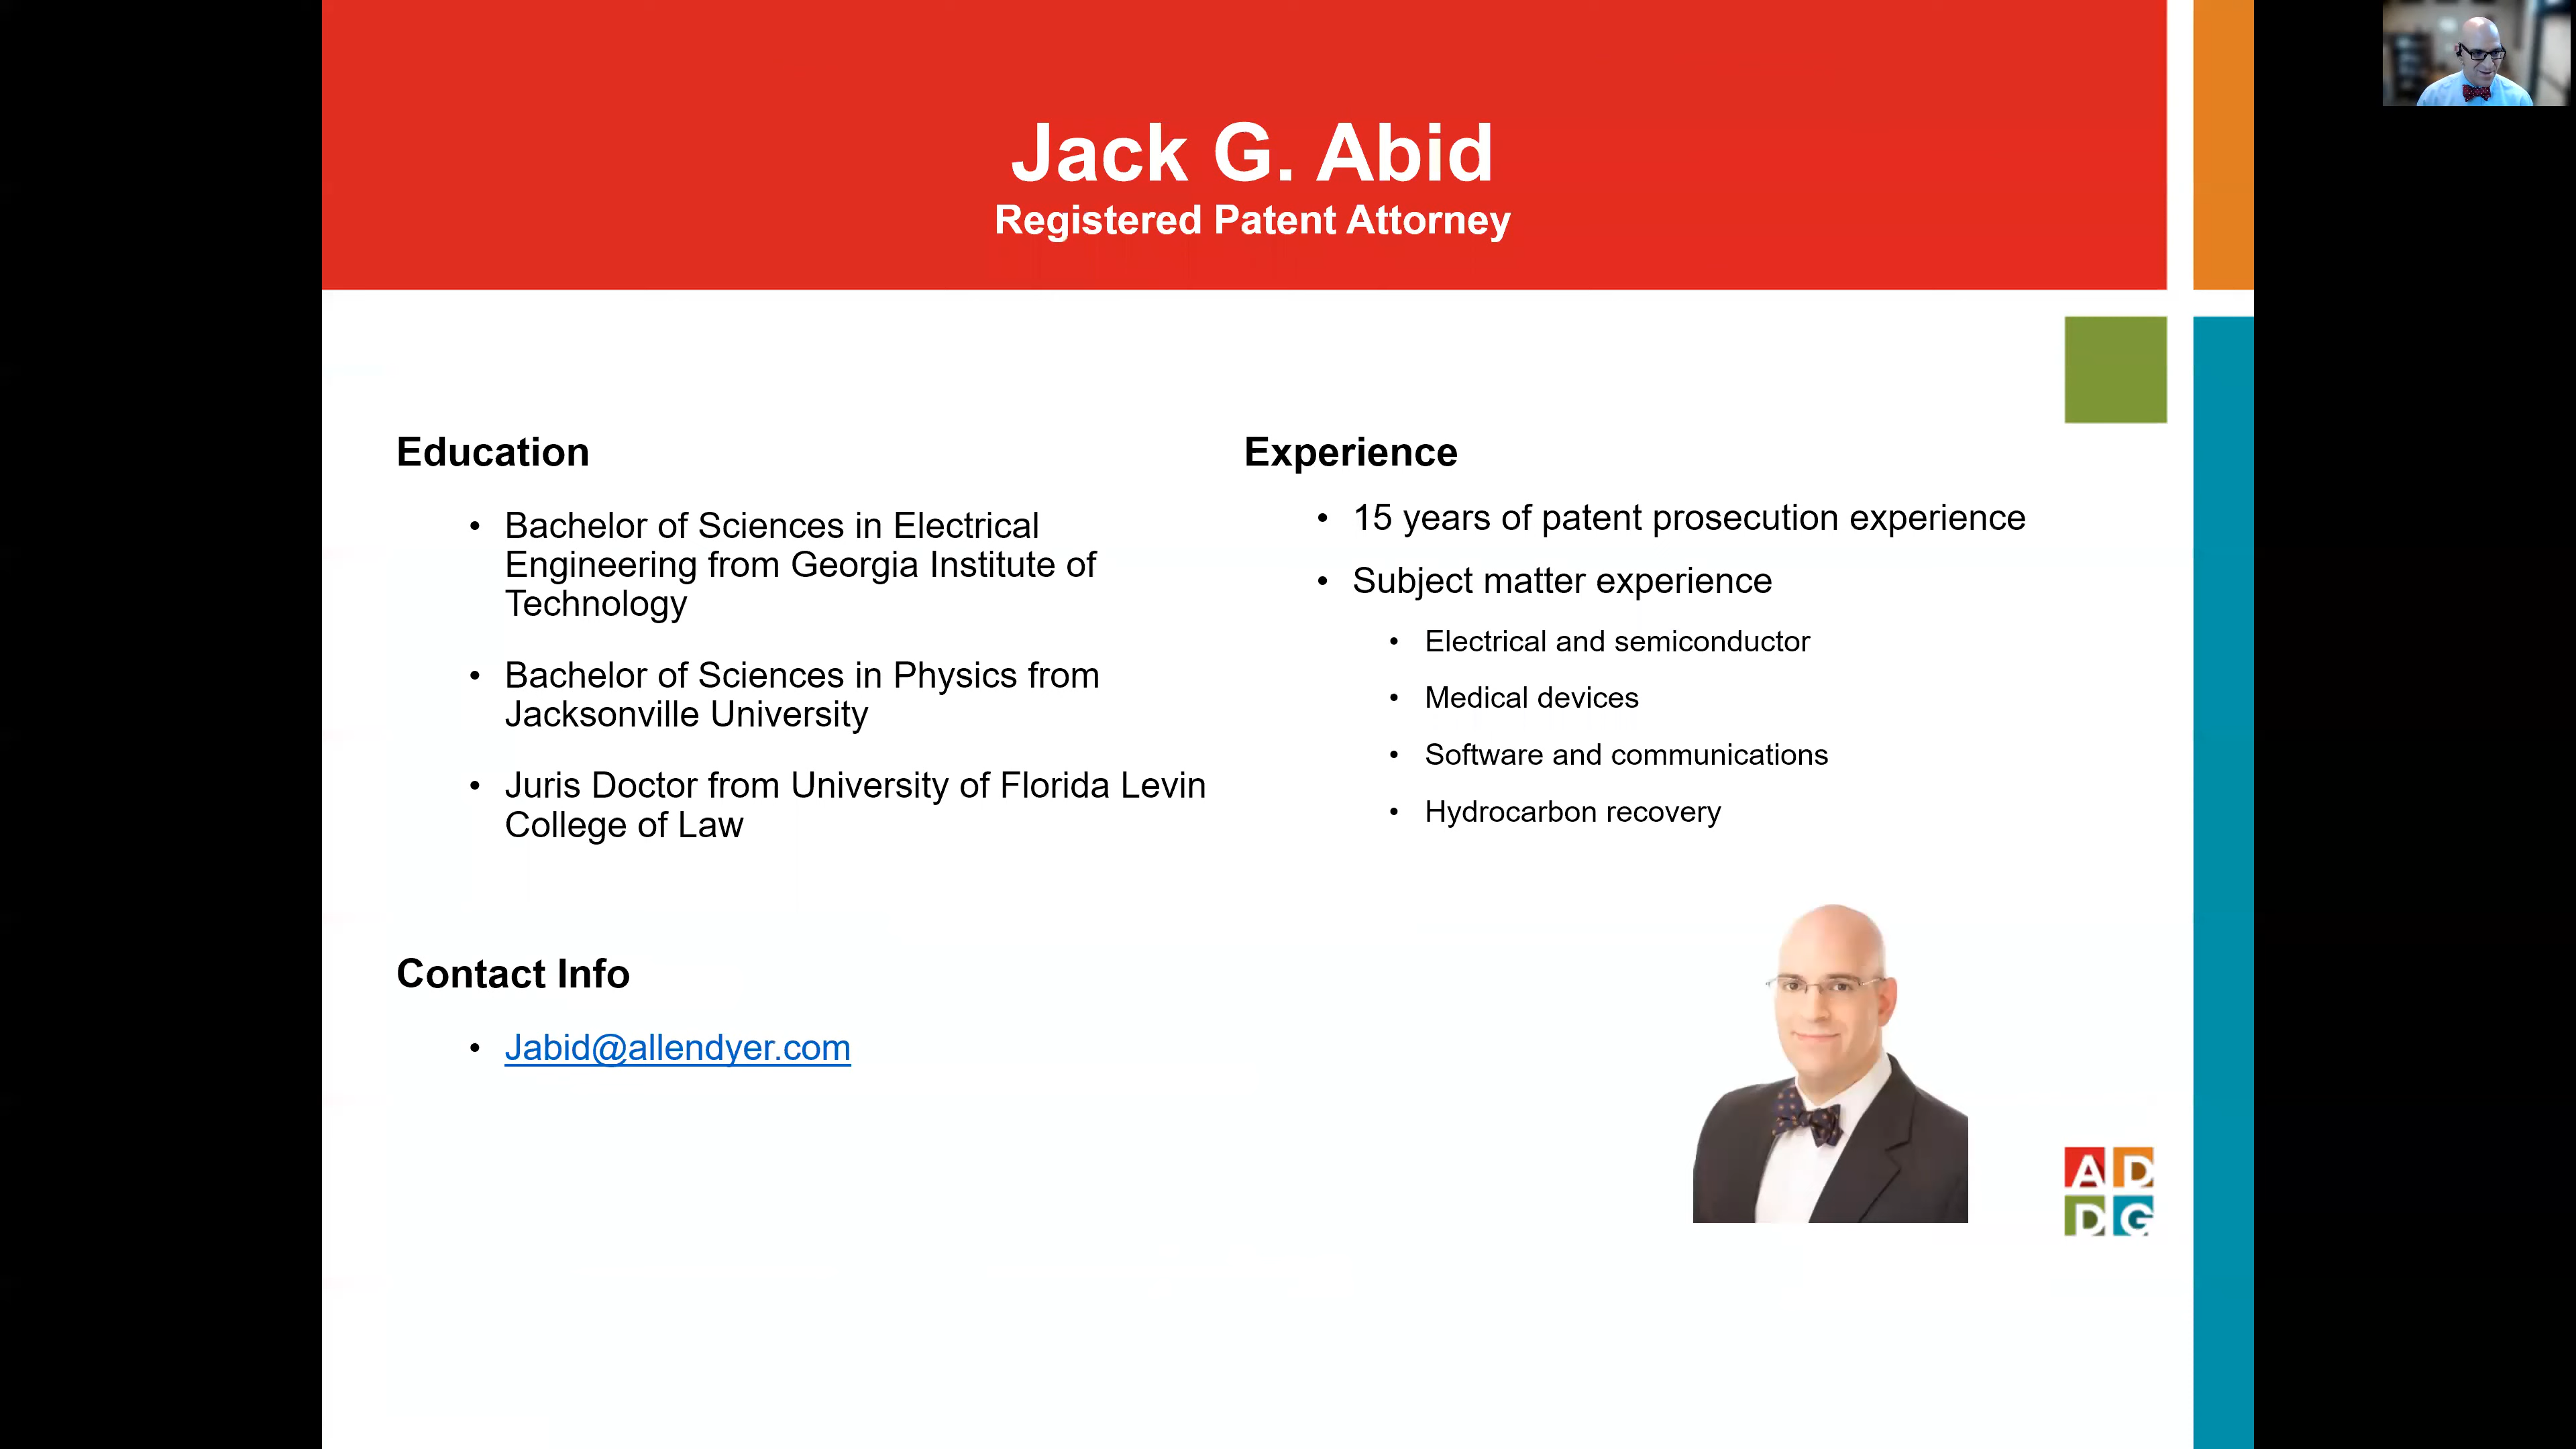 Jack G. Abid
Registered Patent Attorney
Education
• Bachelor of Sciences in Electrical
Engineering from Georgia Institute of
Technology
• Bachelor of Sciences in Physics from
Jacksonville University
• Juris Doctor from University of Florida Levin
College of Law
Contact Info
• Jabid@allendyer.com
Experience
• 15 years of patent prosecution experience
• Subject matter experience
• Electrical and semiconductor
• Medical devices
• Software and communications
• Hydrocarbon recovery
AD
DG